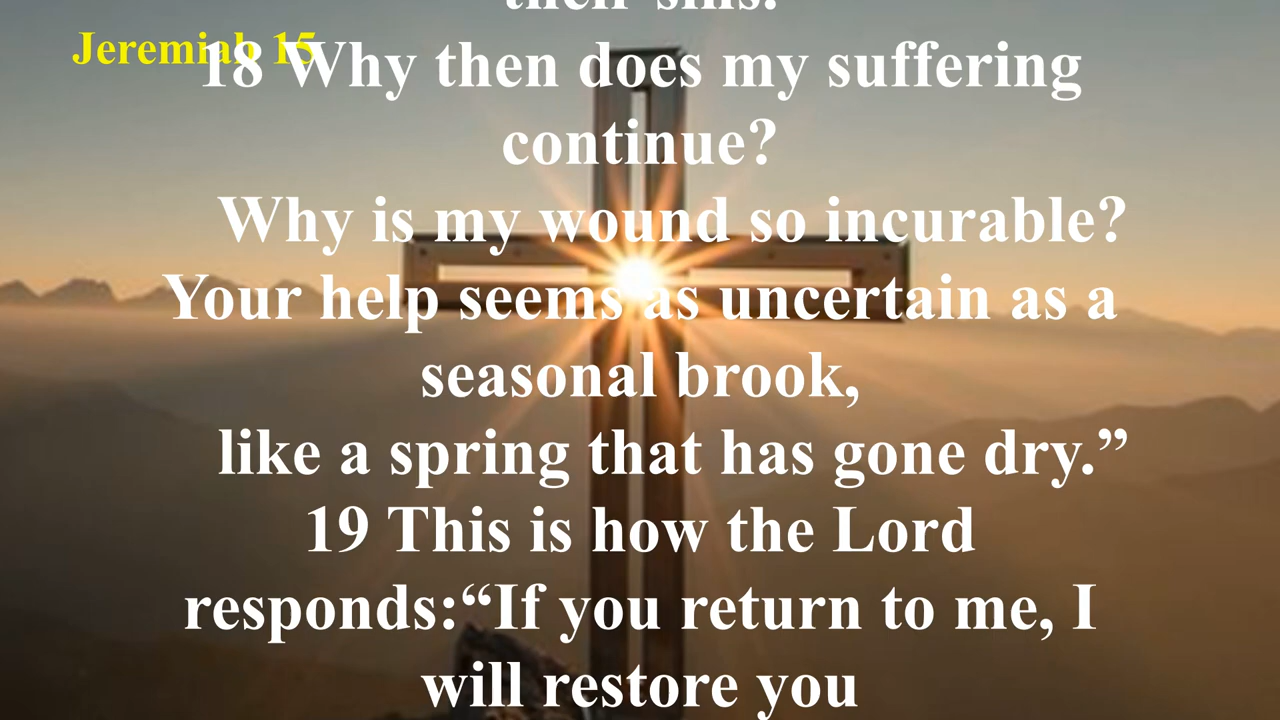 their sins!
Jeremiah 15
18 Why then does my suffering
continue?
Why is my wound so incurable?
Your help seems as uncertain as a
seasonal brook,
like a spring that has gone dry.”
19 This is how the Lord
responds:“If you return to me, I
will restore you